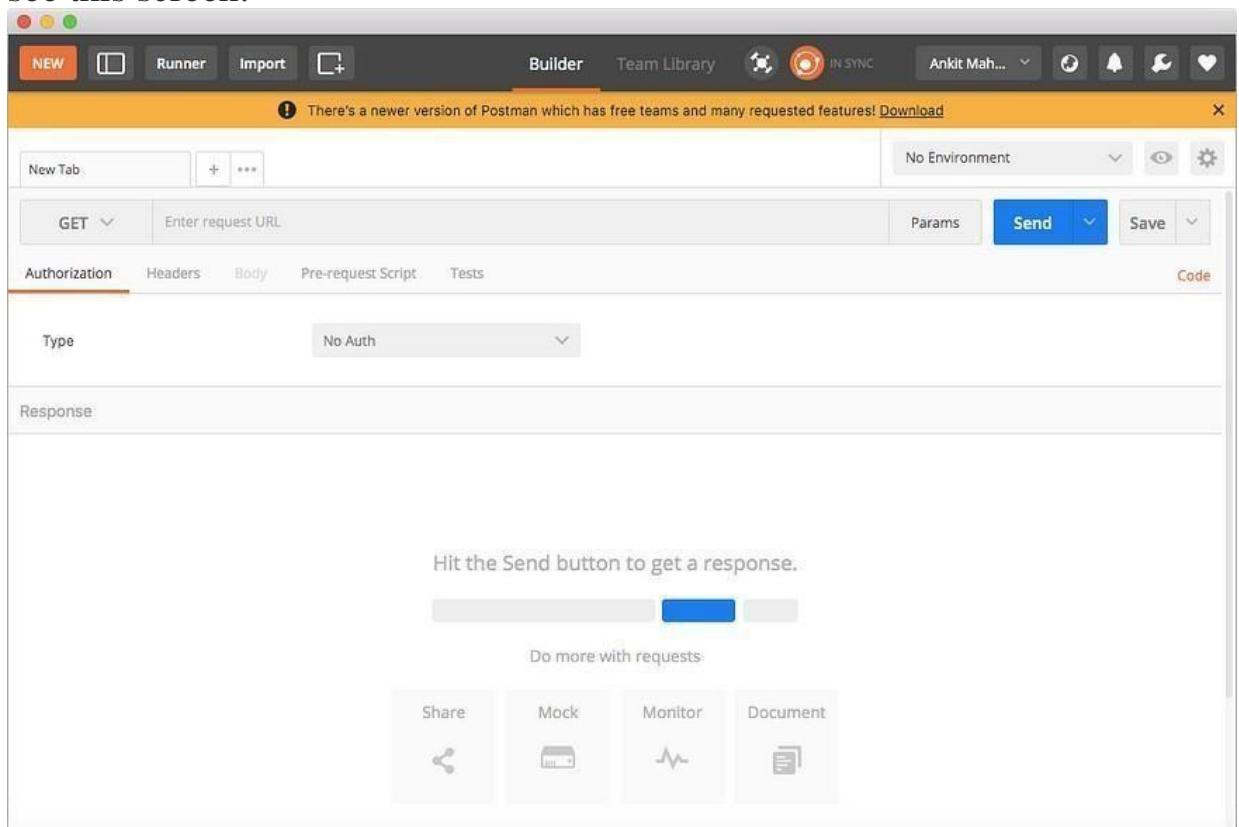 see this screen.
NEW Runner Import Builder Team Library IN SYNC Ankit Mah...
There's a newer version of Postman which has free teams and many requested features! Download
New Tab + No Environment
GET Enter request URL Params Send Save
Authorization Headers Body Pre-request Script Tests Code
Type No Auth
Response
Hit the Send button to get a response.
Do more with requests
Share Mock Monitor Document